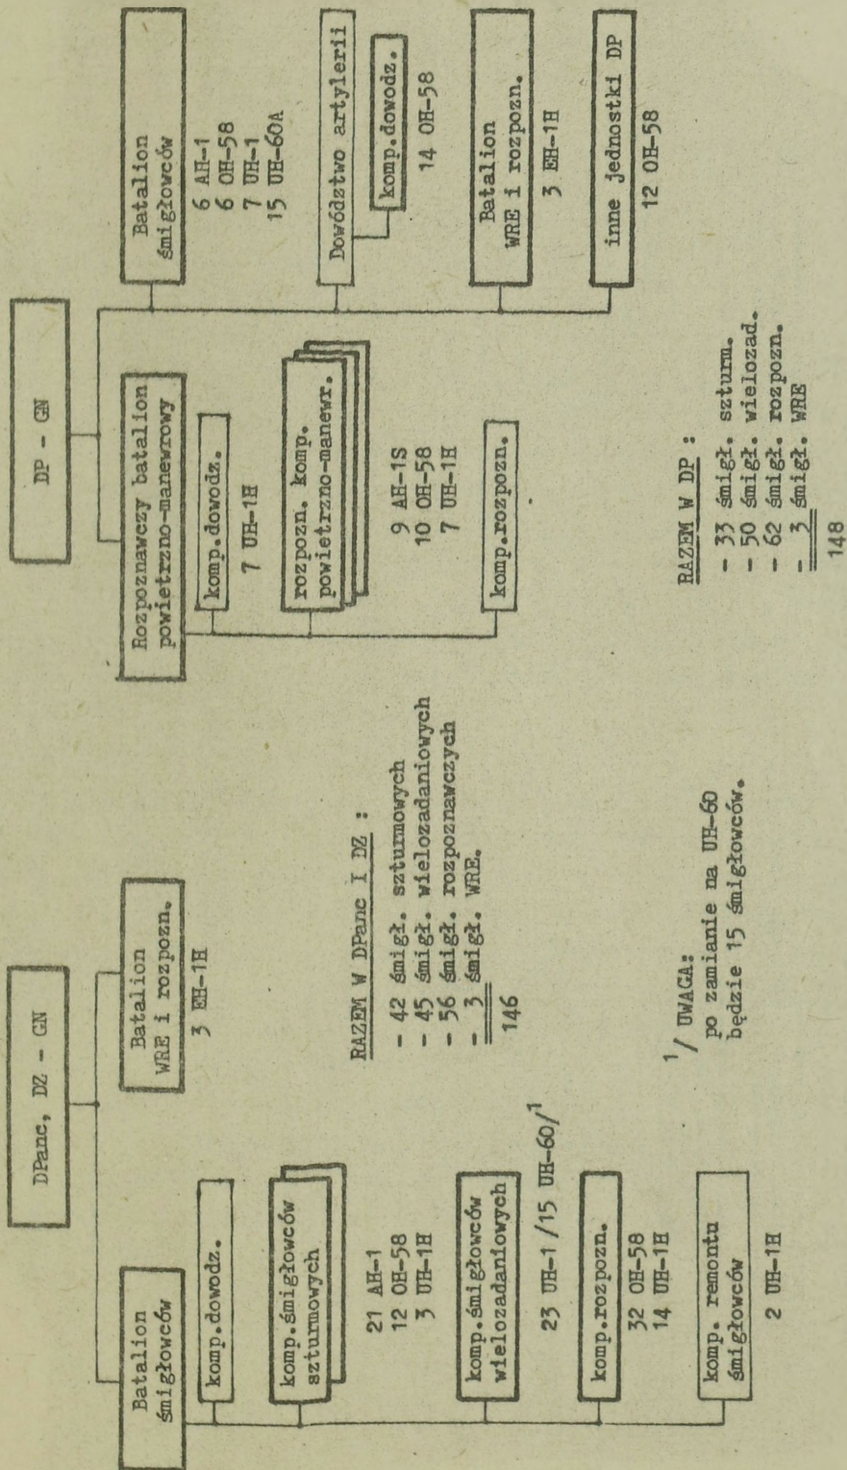 DPanc, DZ – GN
Batalion
śmigłowców
komp.dowodz.
komp.śmigłowców
szturmowych
21 AH-1
12 OH-58
3 UH-1H
komp.śmigłowców
wielozadaniowych
23 UH-1 /15 UH-60/¹
komp.rozpozn.
32 OH-58
14 UH-1H
komp. remontu
śmigłowców
2 UH-1H
Batalion
WRE i rozpozn.
3 EH-1H
RAZEM W DPanc I DZ :
- 42 śmigł. szturmowych
- 45 śmigł. wielozadaniowych
- 56 śmigł. rozpoznawczych
- 3 śmigł. WRE.
146
¹/ UWAGA:
po zamianie na UH-60
będzie 15 śmigłowców.
DP – GN
Rozpoznawczy batalion
powietrzno-manewrowy
komp.dowodz.
7 UH-1H
rozpozn. komp.
powietrzno-manewr.
9 AH-1S
10 OH-58
7 UH-1H
komp.rozpozn.
Batalion
śmigłowców
6 AH-1
6 OH-58
7 UH-1
15 UH-60A
Dowództwo artylerii
komp.dowodz.
14 OH-58
Batalion
WRE i rozpozn.
3 EH-1H
inne jednostki DP
12 OH-58
RAZEM W DP :
- 33 śmigł. szturm.
- 50 śmigł. wielozad.
- 62 śmigł. rozpozn.
- 3 śmigł. WRE
148